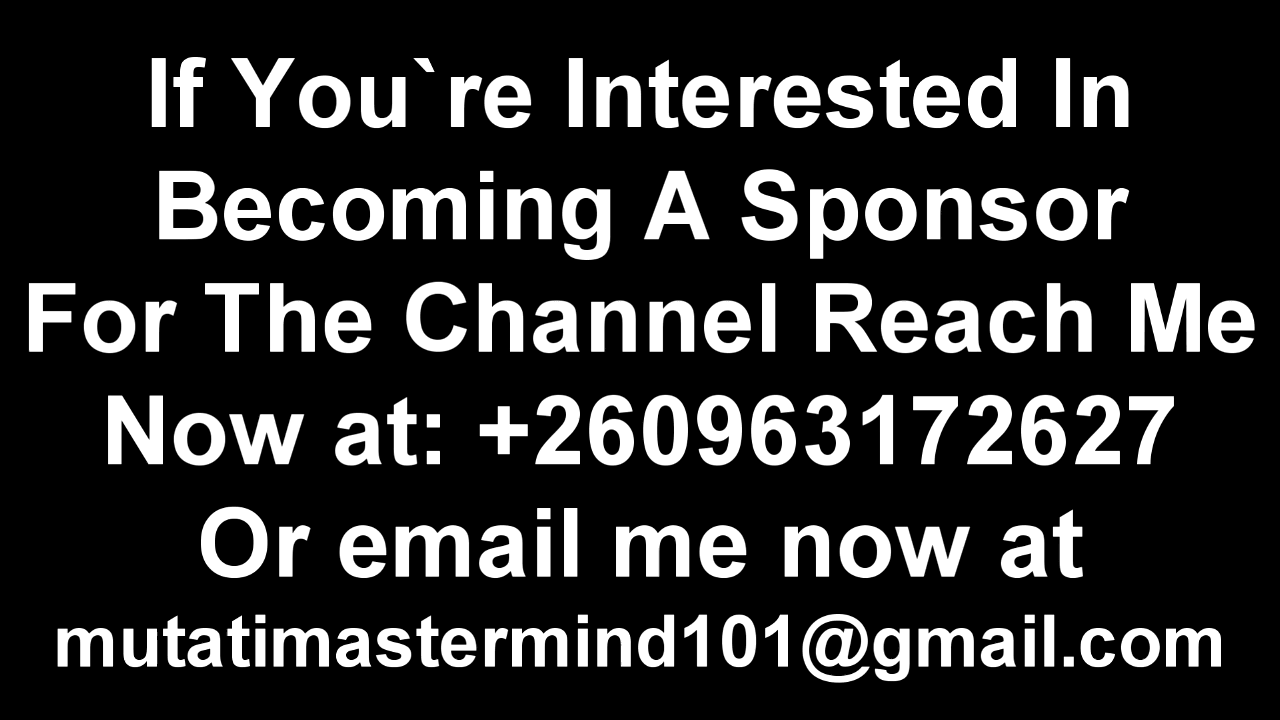 If You`re Interested In
Becoming A Sponsor
For The Channel Reach Me
Now at: +260963172627
Or email me now at
mutatimastermind101@gmail.com